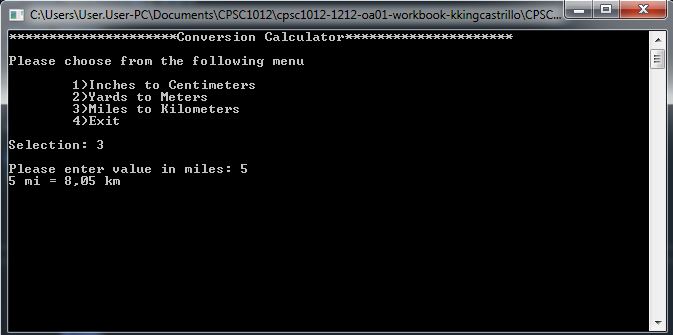 C:\Users\User.User-PC\Documents\CPSC1012\cpsc1012-1212-oa01-workbook-kkingcastrillo\CPSC...
*********************Conversion Calculator*********************
Please choose from the following menu
1)Inches to Centimeters
2)Yards to Meters
3)Miles to Kilometers
4)Exit
Selection: 3
Please enter value in miles: 5
5 mi = 8,05 km